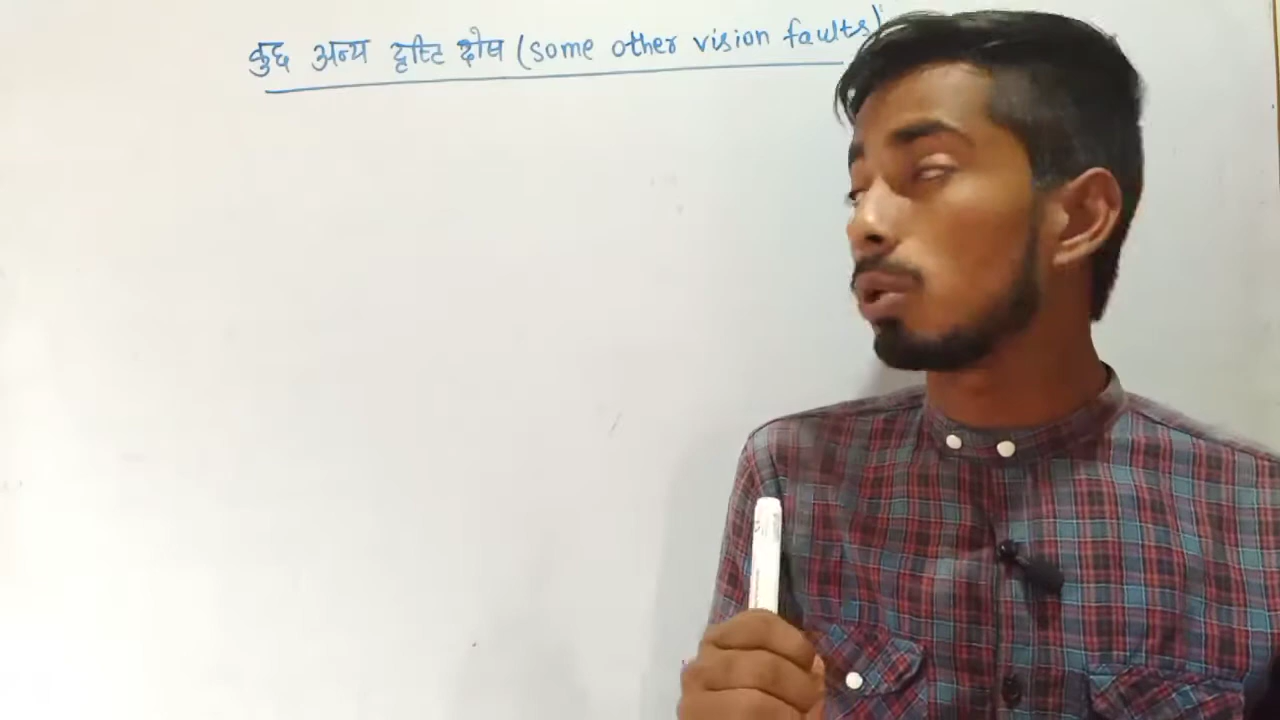 कुछ अन्य दृष्टि दोष (some other vision faults)